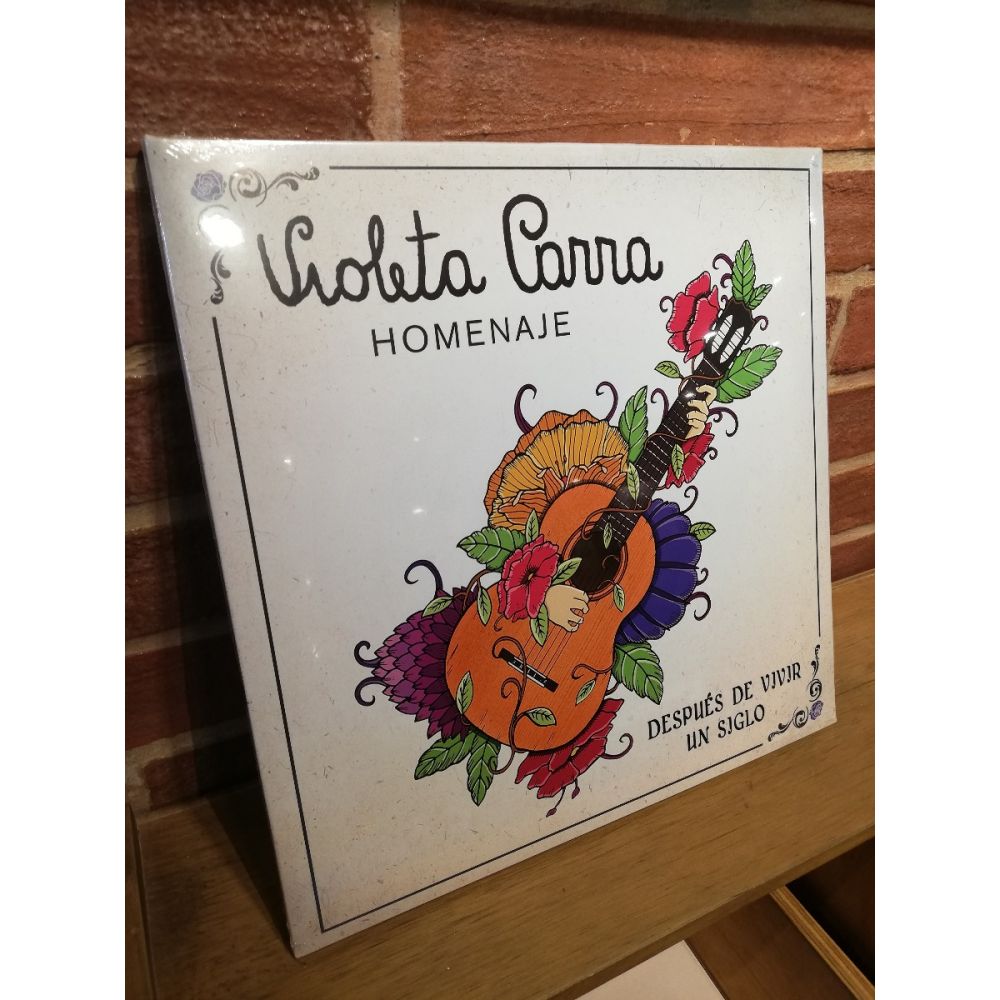 Violeta Parra
HOMENAJE
DESPUÉS DE VIVIR
UN SIGLO